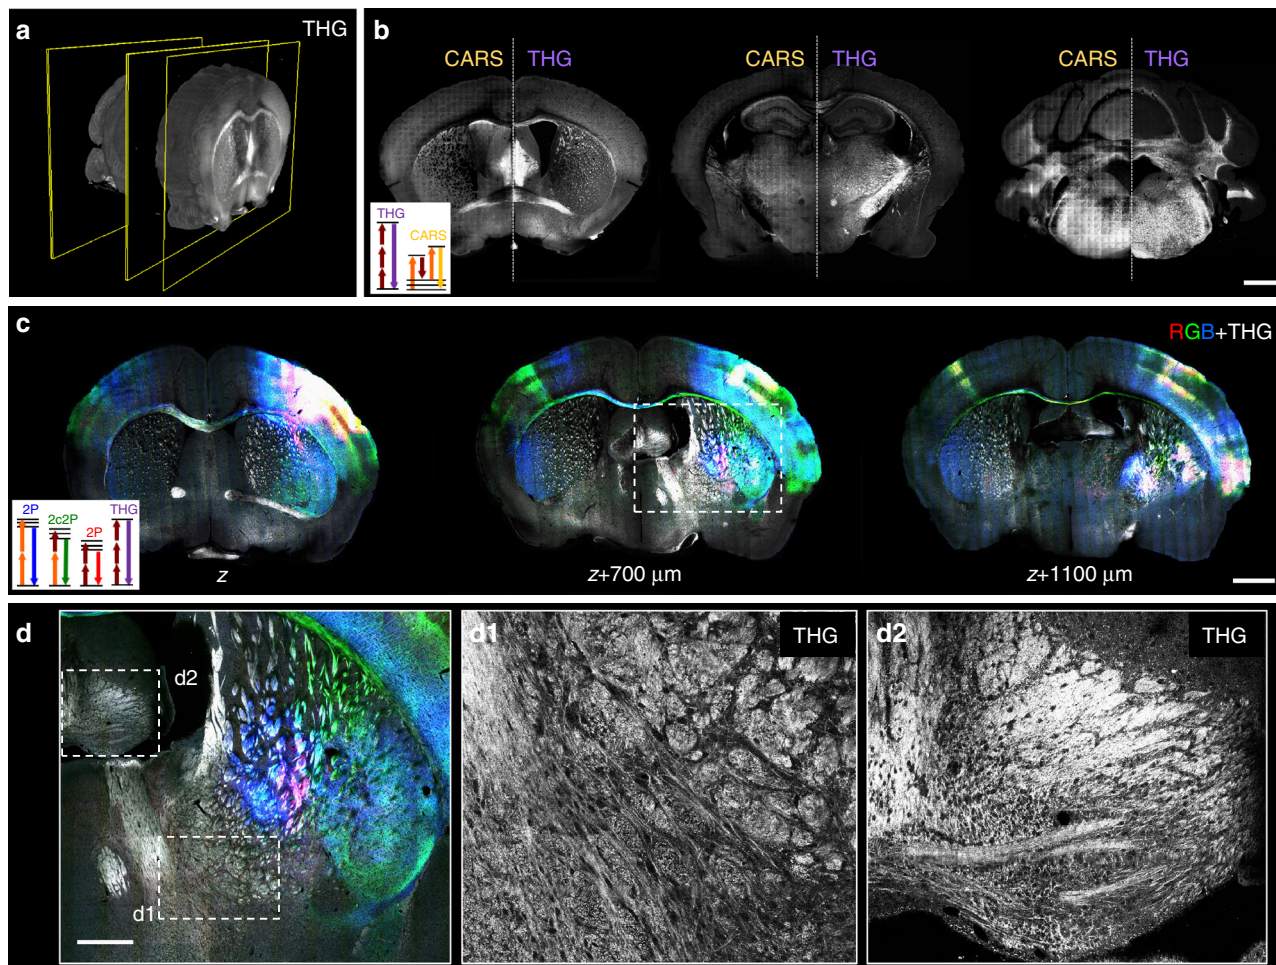 a
THG
b
CARS THG
CARS THG
CARS THG
THG
CARS
c
RGB+THG
2P
2c2P
2P
THG
z
z+700 μm
z+1100 μm
d
d2
d1
d1
THG
d2
THG